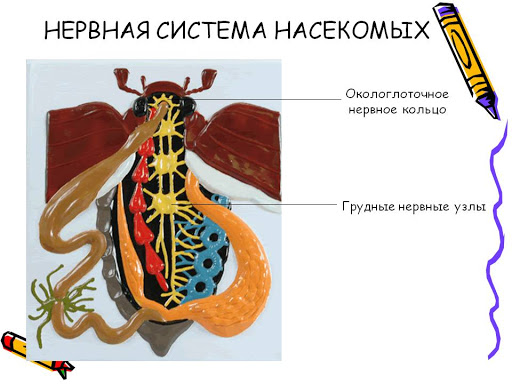 НЕРВНАЯ СИСТЕМА НАСЕКОМЫХ
Окологлоточное
нервное кольцо
Грудные нервные узлы